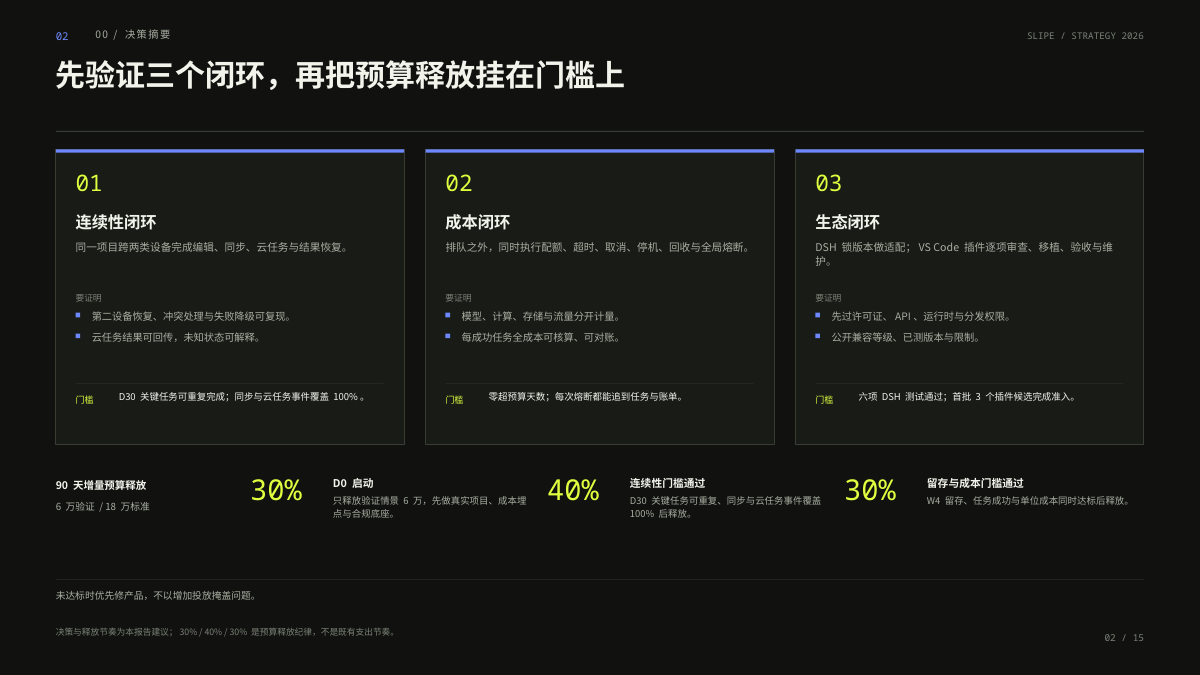 02 00 / 决策摘要
SLIPE / STRATEGY 2026
先验证三个闭环，再把预算释放挂在门槛上
01
连续性闭环
同一项目跨两类设备完成编辑、同步、云任务与结果恢复。
要证明
第二设备恢复、冲突处理与失败降级可复现。
云任务结果可回传，未知状态可解释。
门槛 D30 关键任务可重复完成；同步与云任务事件覆盖 100% 。
02
成本闭环
排队之外，同时执行配额、超时、取消、停机、回收与全局熔断。
要证明
模型、计算、存储与流量分开计量。
每成功任务全成本可核算、可对账。
门槛 零超预算天数；每次熔断都能追到任务与账单。
03
生态闭环
DSH 锁版本做适配； VS Code 插件逐项审查、移植、验收与维
护。
要证明
先过许可证、 API 、运行时与分发权限。
公开兼容等级、已测版本与限制。
门槛 六项 DSH 测试通过；首批 3 个插件候选完成准入。
90 天增量预算释放
6 万验证 / 18 万标准
30%
D0 启动
只释放验证情景 6 万，先做真实项目、成本埋
点与合规底座。
40%
连续性门槛通过
D30 关键任务可重复、同步与云任务事件覆盖
100% 后释放。
30%
留存与成本门槛通过
W4 留存、任务成功与单位成本同时达标后释放。
未达标时优先修产品，不以增加投放掩盖问题。
决策与释放节奏为本报告建议； 30% / 40% / 30% 是预算释放纪律，不是既有支出节奏。
02 / 15